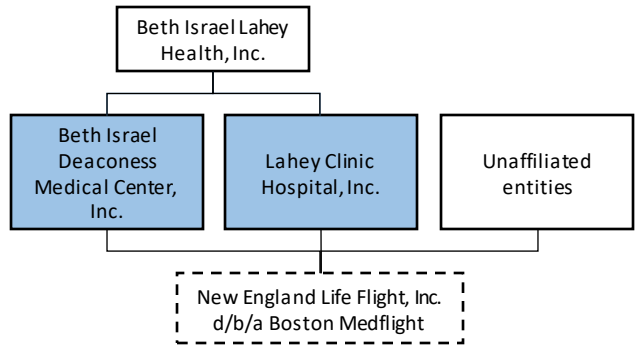 Beth Israel Lahey
Health, Inc.
Beth Israel
Deaconess
Medical Center,
Inc.
Lahey Clinic
Hospital, Inc.
Unaffiliated
entities
New England Life Flight, Inc.
d/b/a Boston Medflight